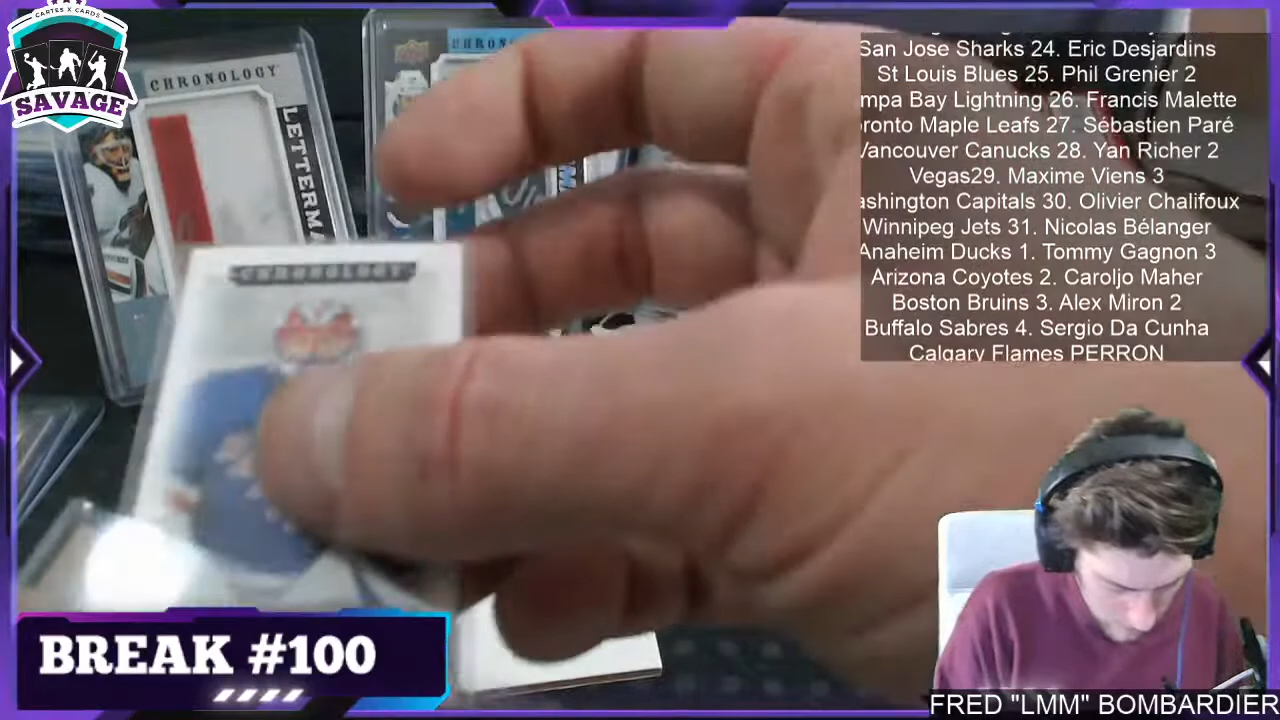 CARTES X CARDS
SAVAGE
CHRONOLOGY
LETTERMA
CHRON
CHRONOLOGY
San Jose Sharks 24. Eric Desjardins
St Louis Blues 25. Phil Grenier 2
mpa Bay Lightning 26. Francis Malette
oronto Maple Leafs 27. Sébastien Paré
Vancouver Canucks 28. Yan Richer 2
Vegas29. Maxime Viens 3
ashington Capitals 30. Olivier Chalifoux
Winnipeg Jets 31. Nicolas Bélanger
Anaheim Ducks 1. Tommy Gagnon 3
Arizona Coyotes 2. Caroljo Maher
Boston Bruins 3. Alex Miron 2
Buffalo Sabres 4. Sergio Da Cunha
Calgary Flames PERRON
BREAK #100
FRED "LMM" BOMBARDIER